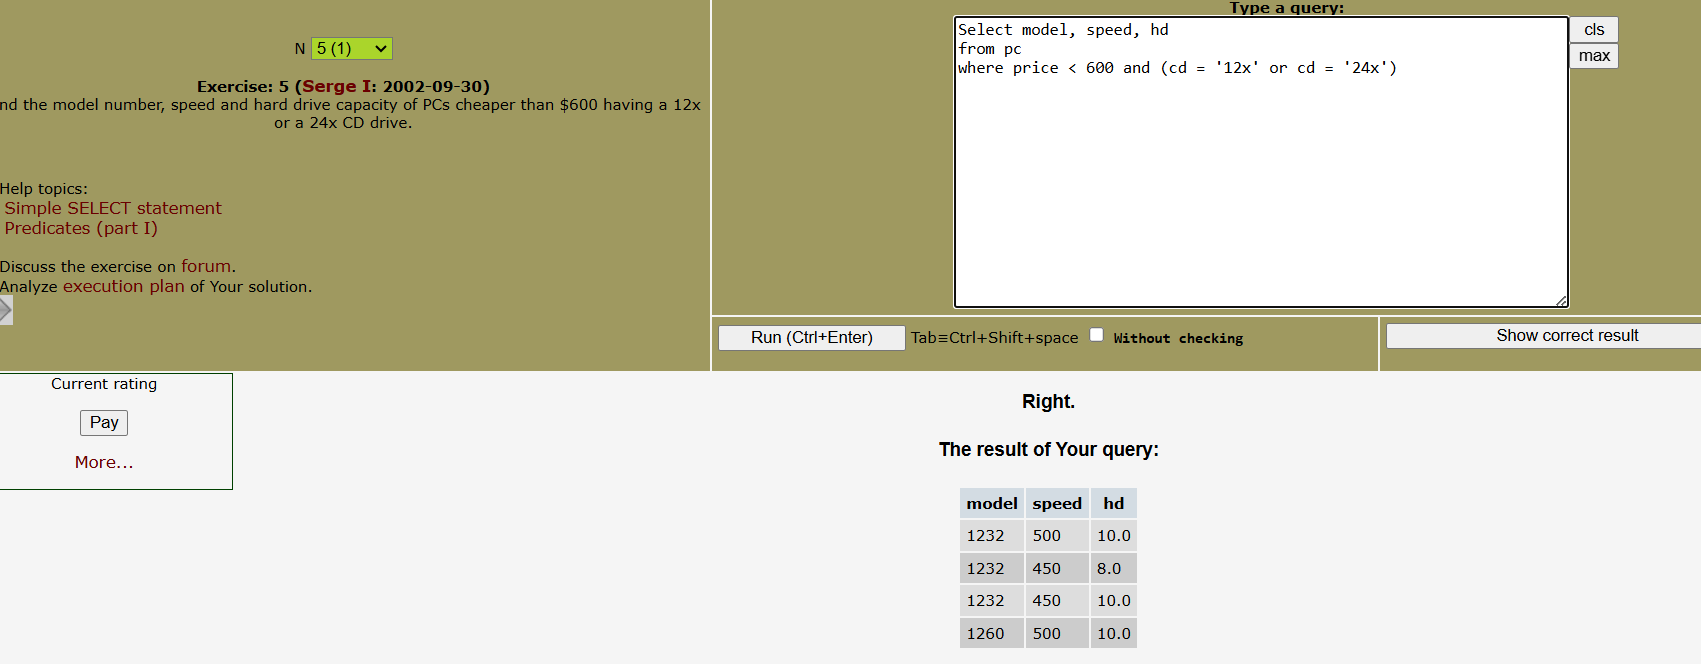 N 5 (1)
Exercise: 5 (Serge I: 2002-09-30)
nd the model number, speed and hard drive capacity of PCs cheaper than $600 having a 12x
or a 24x CD drive.
Help topics:
Simple SELECT statement
Predicates (part I)
Discuss the exercise on forum.
Analyze execution plan of Your solution.
Type a query:
Select model, speed, hd
from pc
where price < 600 and (cd = '12x' or cd = '24x')
cls
max
Run (Ctrl+Enter) Tab≡Ctrl+Shift+space Without checking
Show correct result
Current rating
Pay
More...
Right.
The result of Your query:
model speed hd
1232 500 10.0
1232 450 8.0
1232 450 10.0
1260 500 10.0